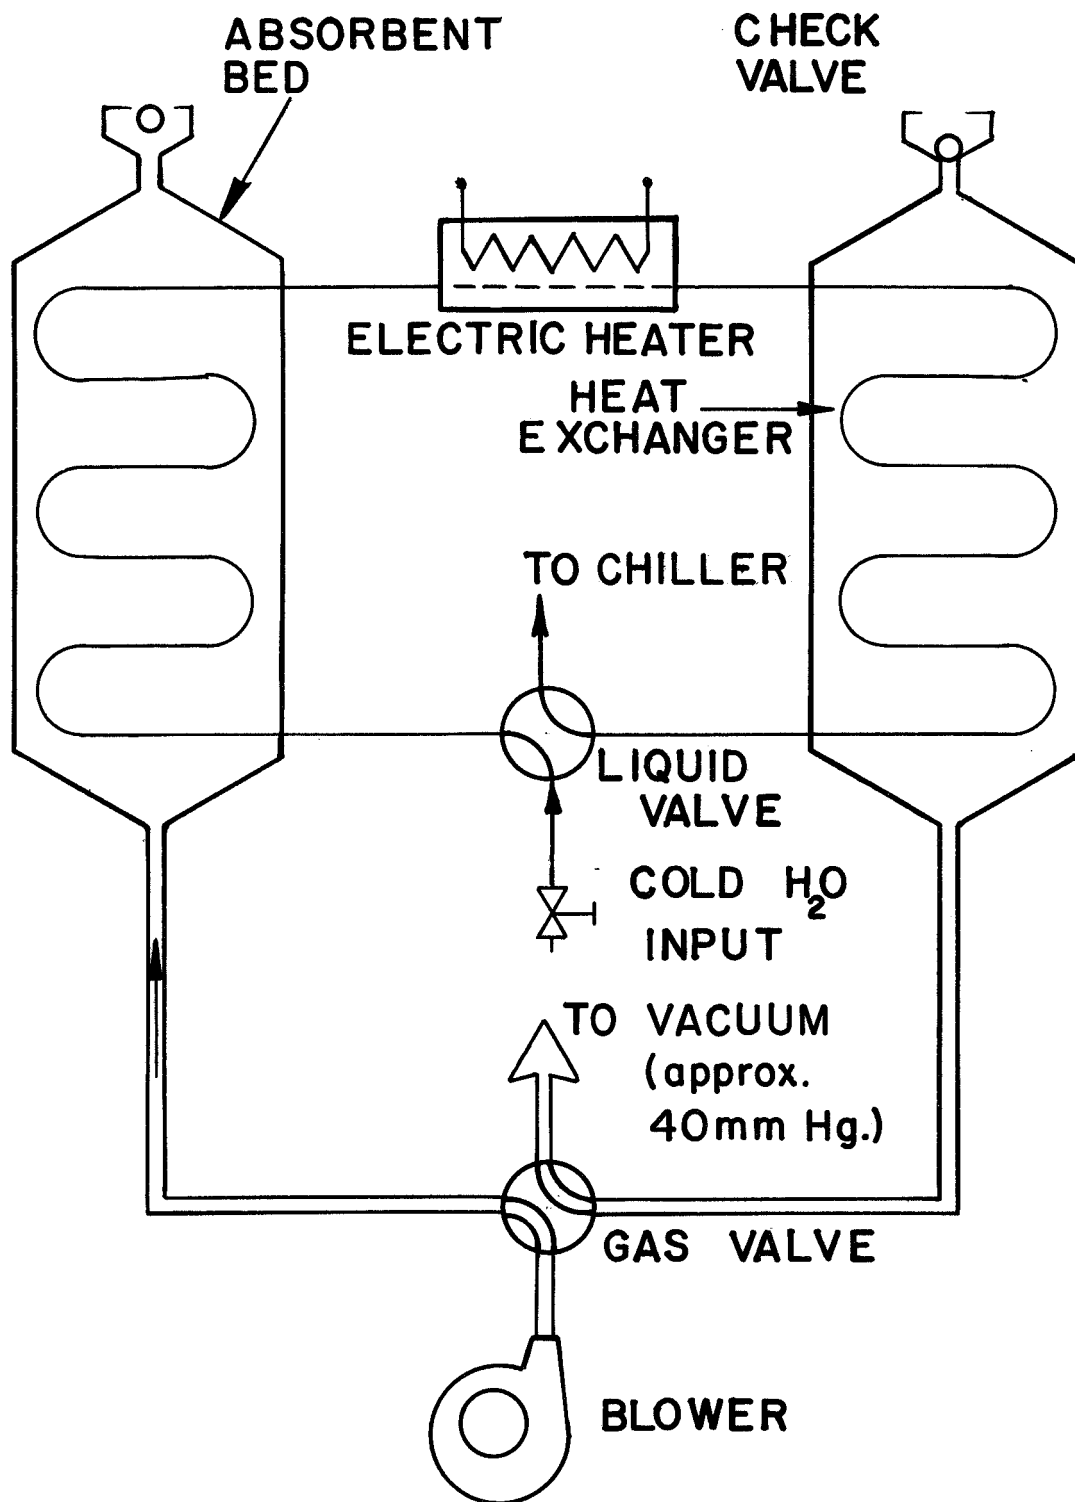 ABSORBENT
BED
CHECK
VALVE
ELECTRIC HEATER
HEAT
EXCHANGER
TO CHILLER
LIQUID
VALVE
COLD H₂O
INPUT
TO VACUUM
(approx.
40mm Hg.)
GAS VALVE
BLOWER